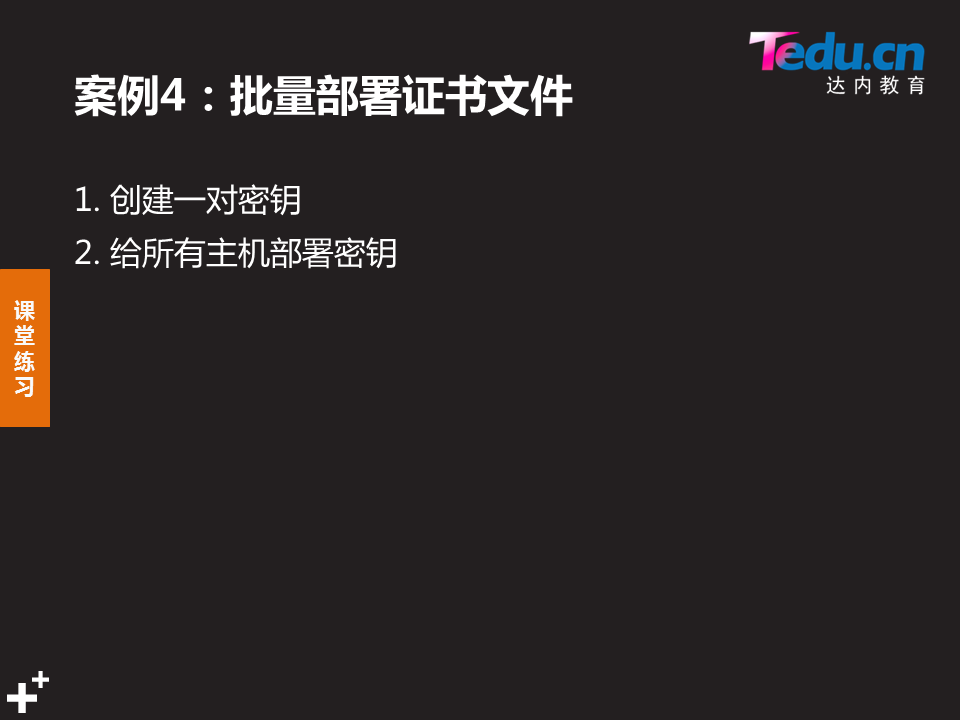 Tedu.cn
达内教育
案例4：批量部署证书文件
1. 创建一对密钥
2. 给所有主机部署密钥
课
堂
练
习